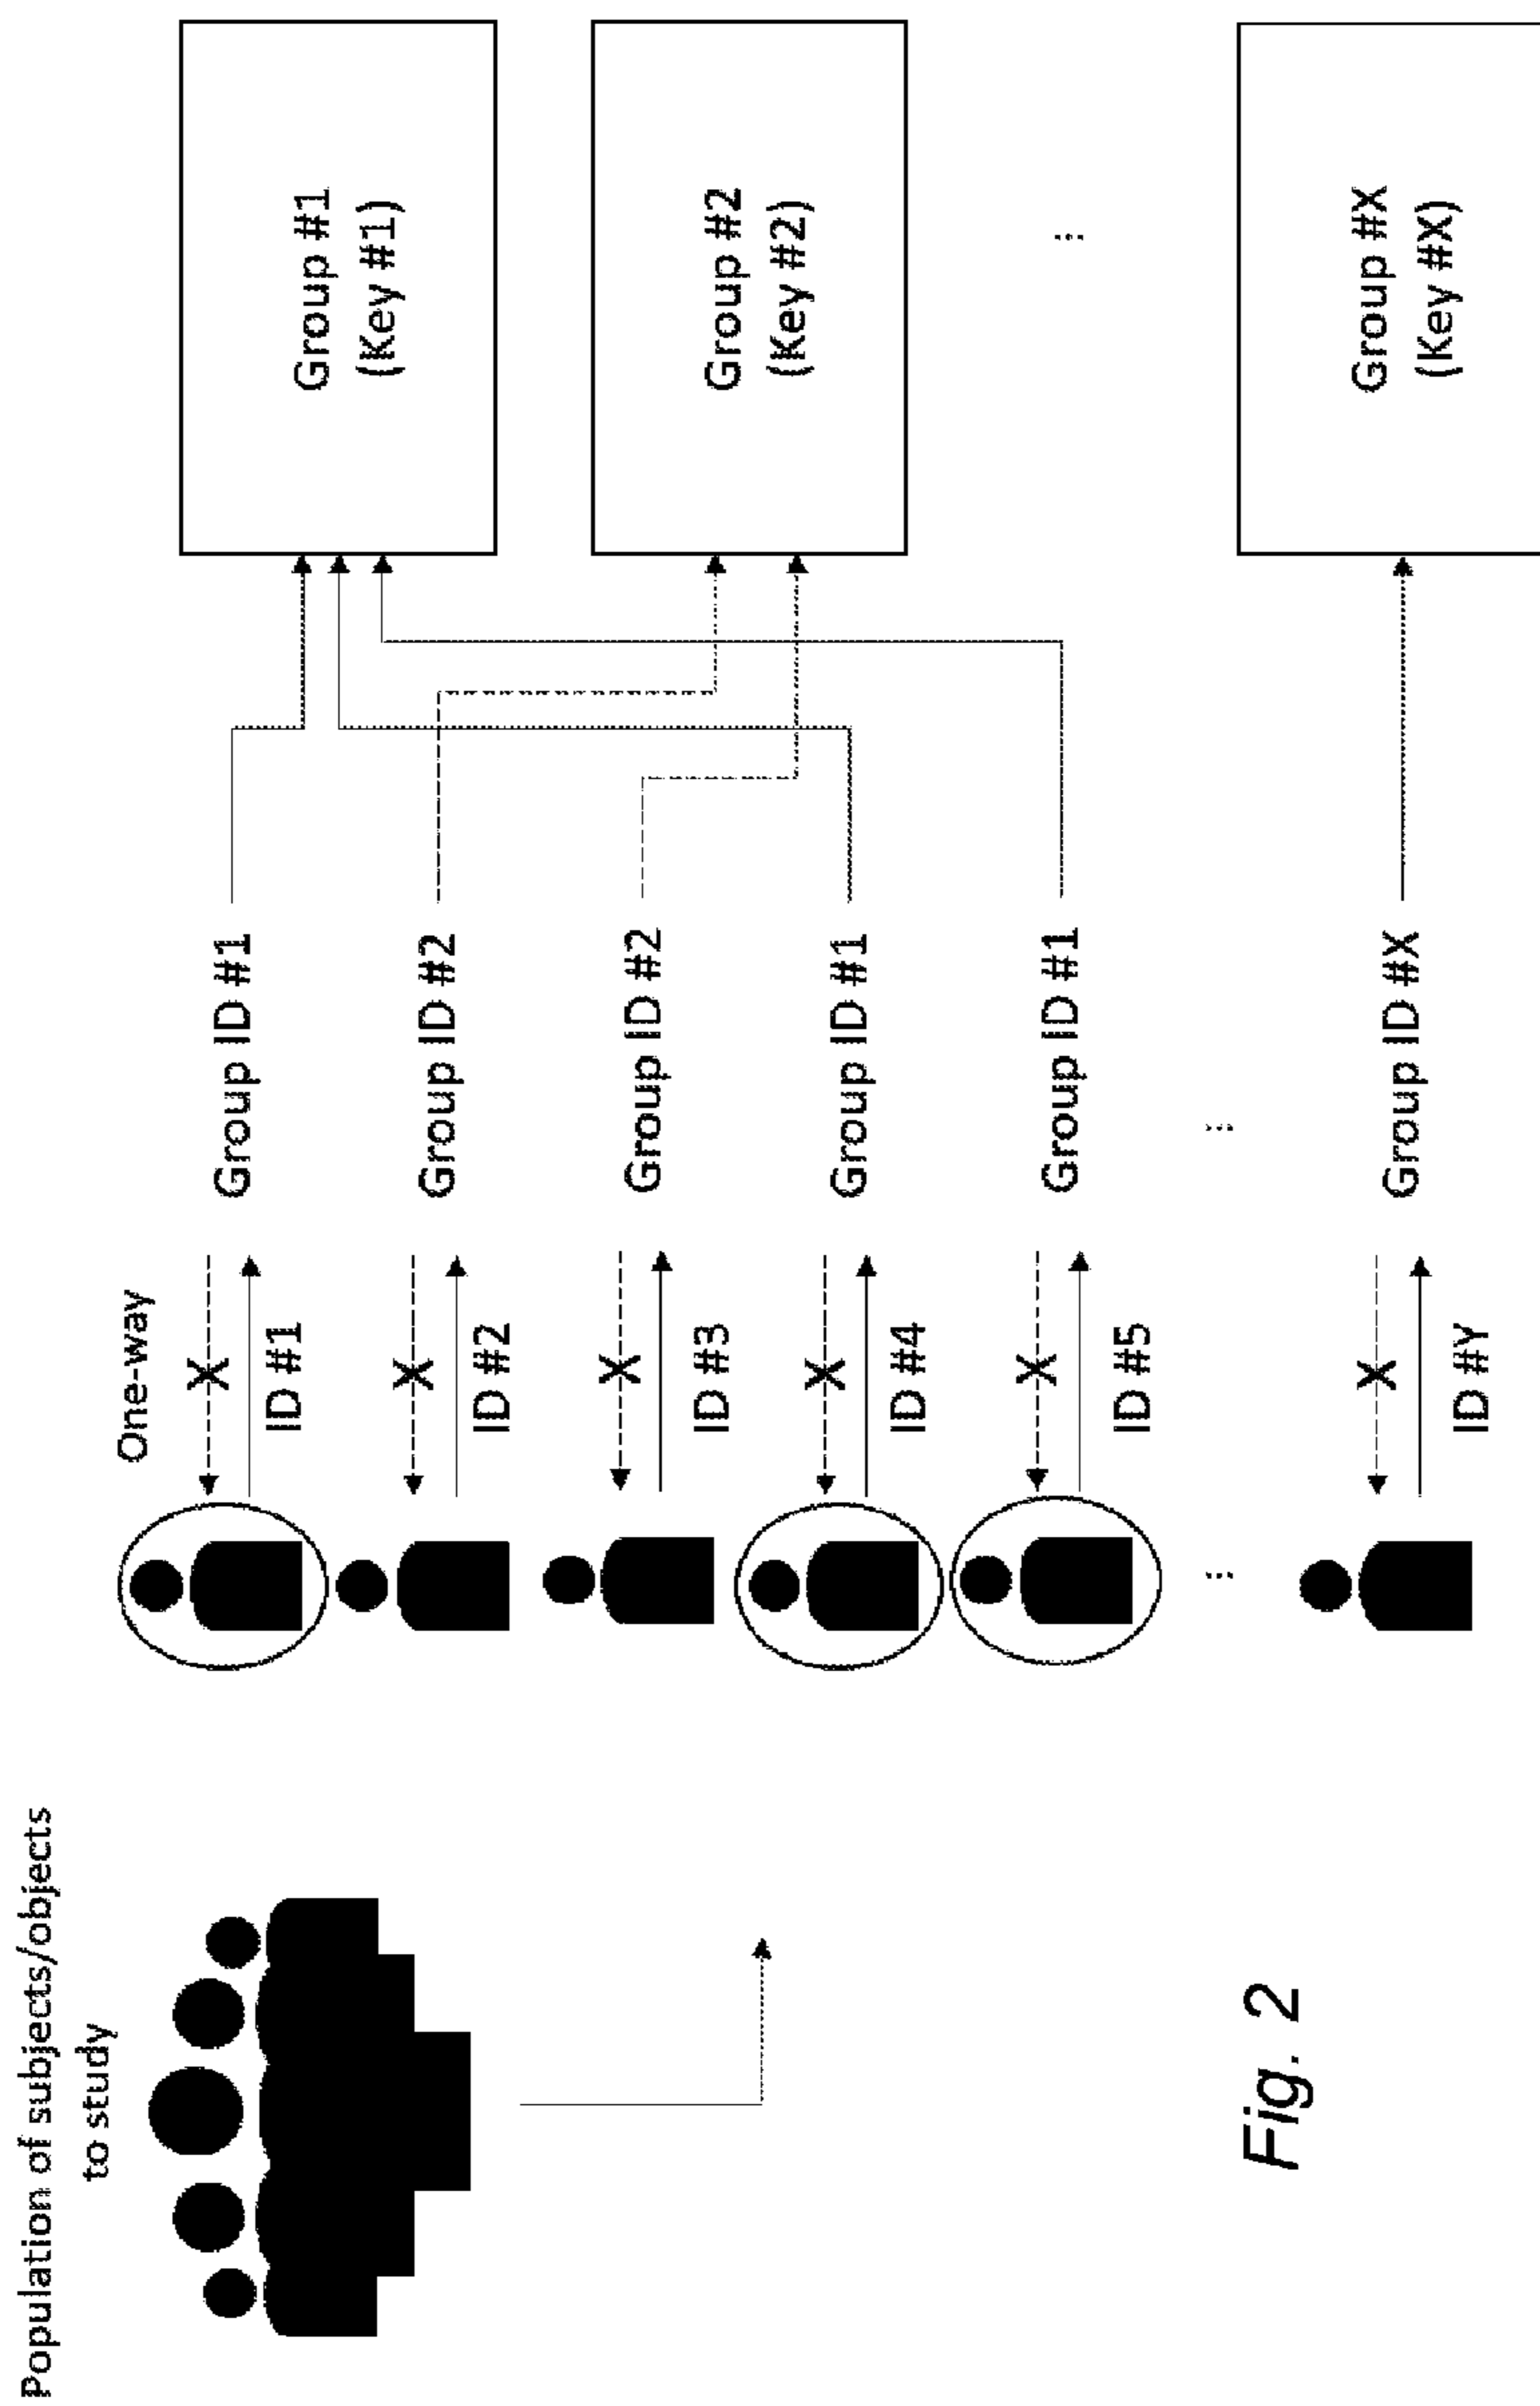 Population of subjects/objects
to study
One-way
X
ID #1
Group ID #1
Group #1
(Key #1)
X
ID #2
Group ID #2
Group #2
(Key #2)
X
ID #3
Group ID #2
X
ID #4
Group ID #1
X
ID #5
Group ID #1
...
...
...
X
ID #Y
Group ID #X
Group #X
(Key #X)
Fig. 2